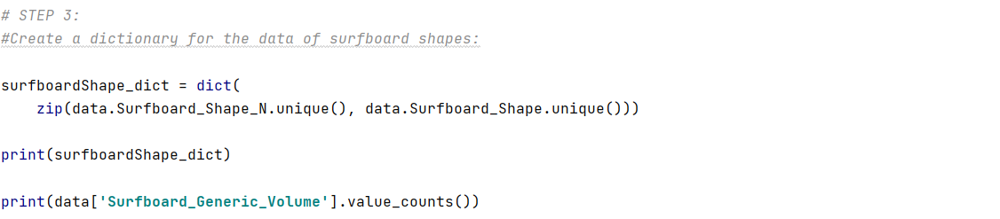 # STEP 3:
#Create a dictionary for the data of surfboard shapes:
surfboardShape_dict = dict(
zip(data.Surfboard_Shape_N.unique(), data.Surfboard_Shape.unique()))
print(surfboardShape_dict)
print(data['Surfboard_Generic_Volume'].value_counts())